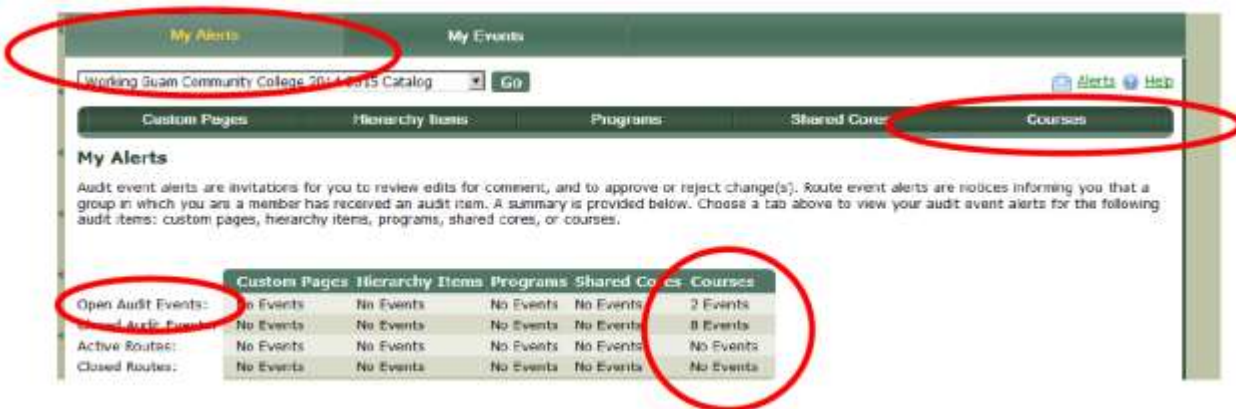 My Alerts My Events
Working Guam Community College 2014-2015 Catalog Go Alerts Help
Custom Pages Hierarchy Items Programs Shared Cores Courses
My Alerts
Audit event alerts are invitations for you to review edits for comment, and to approve or reject change(s). Route event alerts are notices informing you that a
group in which you are a member has received an audit item. A summary is provided below. Choose a tab above to view your audit event alerts for the following
audit items: custom pages, hierarchy items, programs, shared cores, or courses.
Custom Pages Hierarchy Items Programs Shared Cores Courses
Open Audit Events: No Events No Events No Events No Events 2 Events
Closed Audit Events: No Events No Events No Events No Events 8 Events
Active Routes: No Events No Events No Events No Events No Events
Closed Routes: No Events No Events No Events No Events No Events